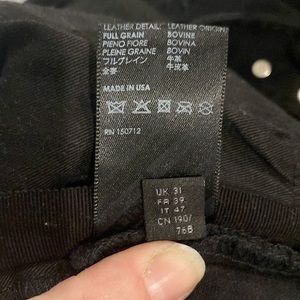 LEATHER DETAIL: LEATHER ORIGIN:
FULL GRAIN BOVINE
PIENO FIORE BOVINA
PLEINE GRAINE BOVIN
フルグレイン 牛革
全革 牛皮革
MADE IN USA
RN 150712
UK 31
FR 39
IT 47
CN 190/
76B